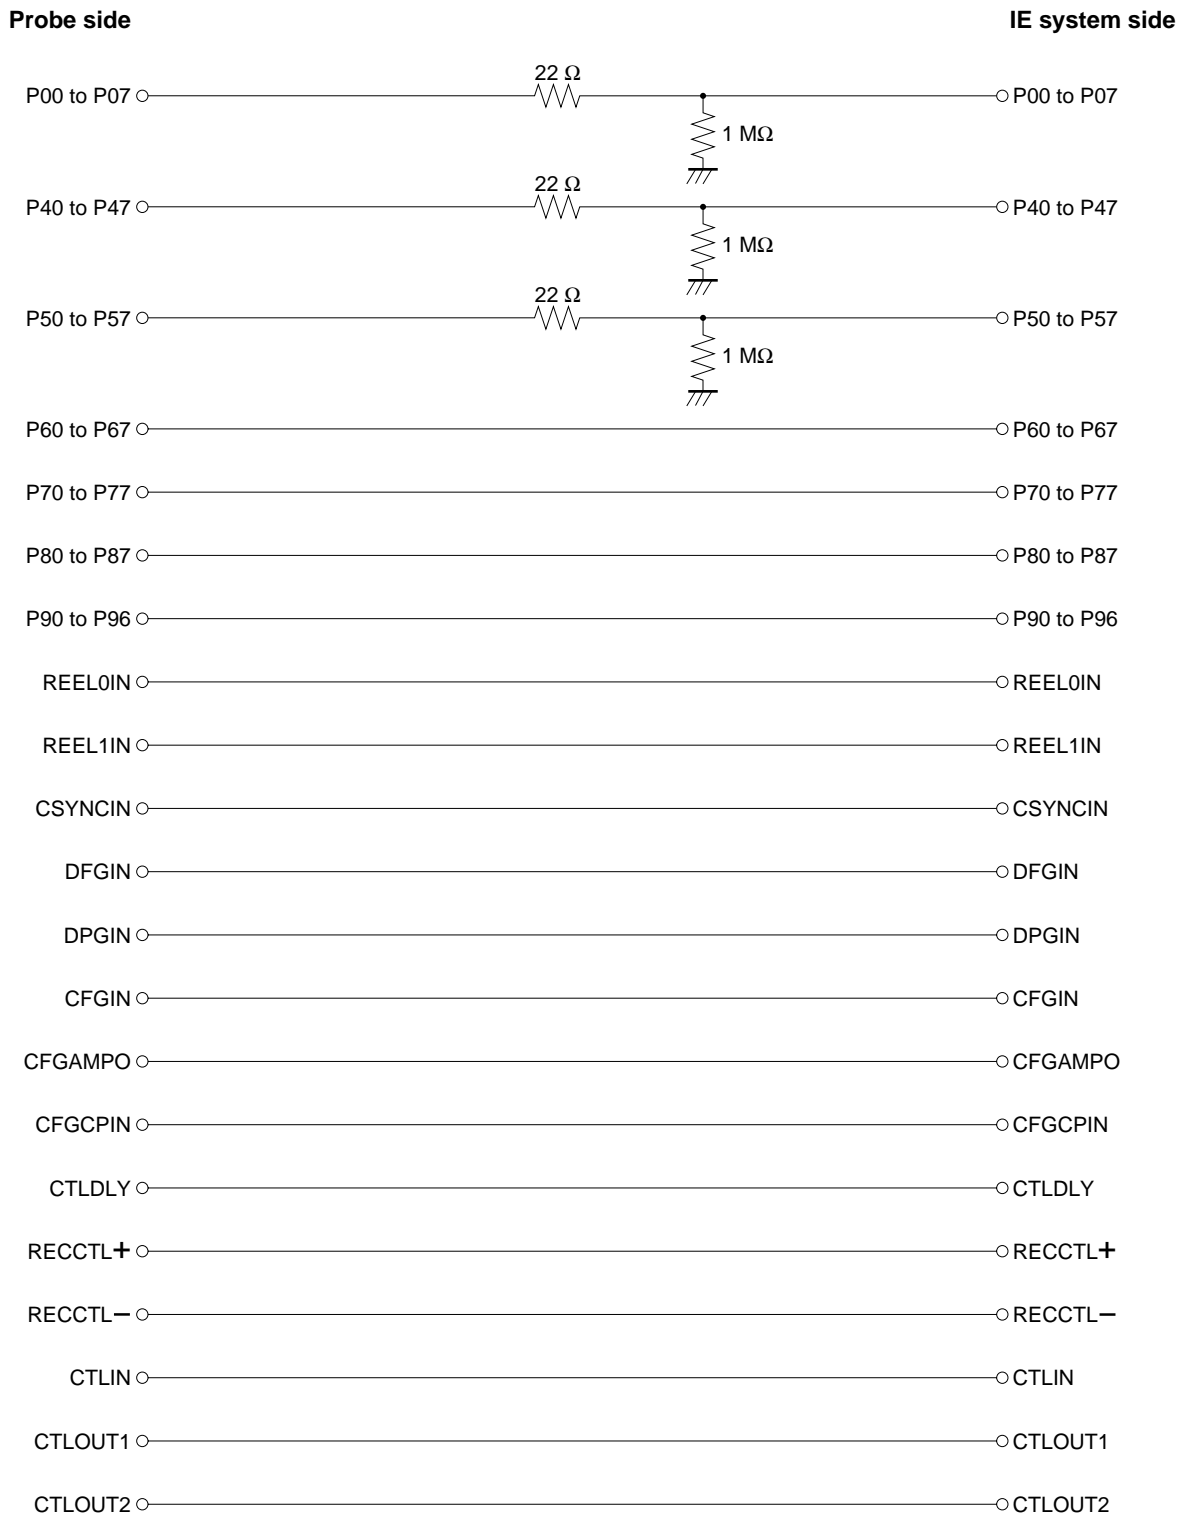 Probe side IE system side
22 Ω
P00 to P07 P00 to P07
1 MΩ
22 Ω
P40 to P47 P40 to P47
1 MΩ
22 Ω
P50 to P57 P50 to P57
1 MΩ
P60 to P67 P60 to P67
P70 to P77 P70 to P77
P80 to P87 P80 to P87
P90 to P96 P90 to P96
REEL0IN REEL0IN
REEL1IN REEL1IN
CSYNCIN CSYNCIN
DFGIN DFGIN
DPGIN DPGIN
CFGIN CFGIN
CFGAMPO CFGAMPO
CFGCPIN CFGCPIN
CTLDLY CTLDLY
RECCTL+ RECCTL+
RECCTL− RECCTL−
CTLIN CTLIN
CTLOUT1 CTLOUT1
CTLOUT2 CTLOUT2